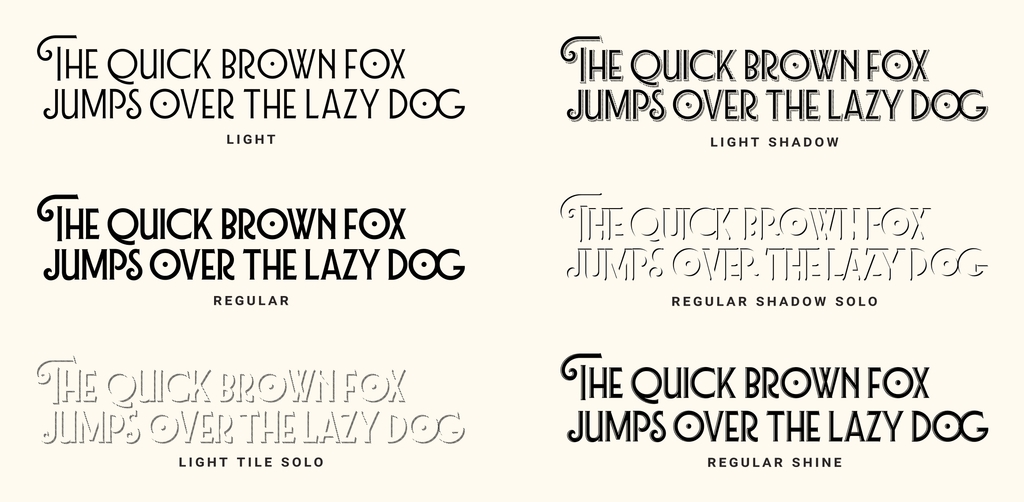 THE QUICK BROWN FOX
JUMPS OVER THE LAZY DOG
LIGHT
THE QUICK BROWN FOX
JUMPS OVER THE LAZY DOG
LIGHT SHADOW
THE QUICK BROWN FOX
JUMPS OVER THE LAZY DOG
REGULAR
THE QUICK BROWN FOX
JUMPS OVER THE LAZY DOG
REGULAR SHADOW SOLO
THE QUICK BROWN FOX
JUMPS OVER THE LAZY DOG
LIGHT TILE SOLO
THE QUICK BROWN FOX
JUMPS OVER THE LAZY DOG
REGULAR SHINE